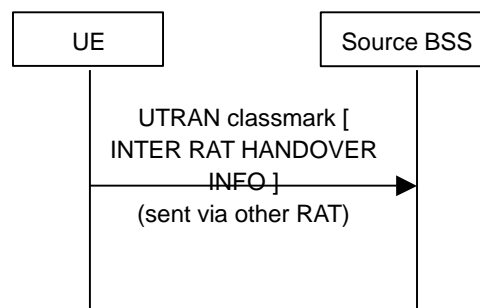 UE
Source BSS
UTRAN classmark [
INTER RAT HANDOVER
INFO ]
(sent via other RAT)